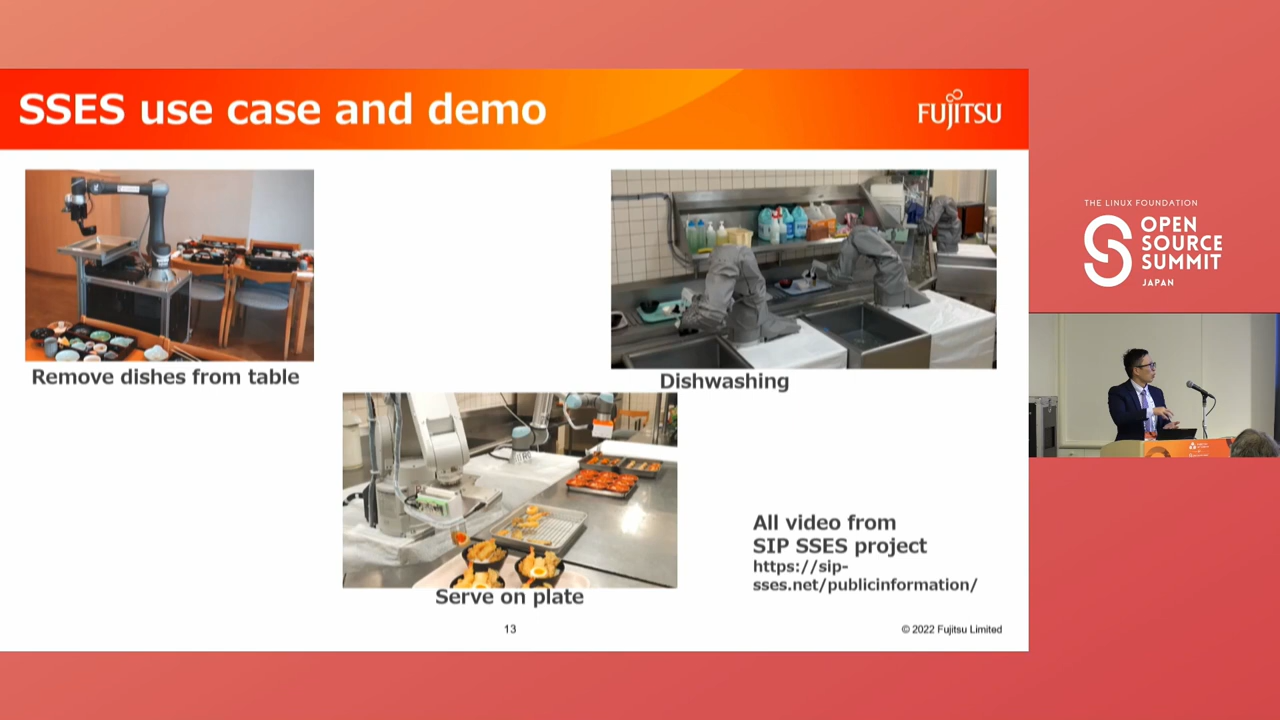 SSES use case and demo
FUJITSU
Remove dishes from table
Dishwashing
Serve on plate
All video from
SIP SSES project
https://sip-
sses.net/publicinformation/
13
© 2022 Fujitsu Limited
THE LINUX FOUNDATION
OPEN
SOURCE
SUMMIT
JAPAN